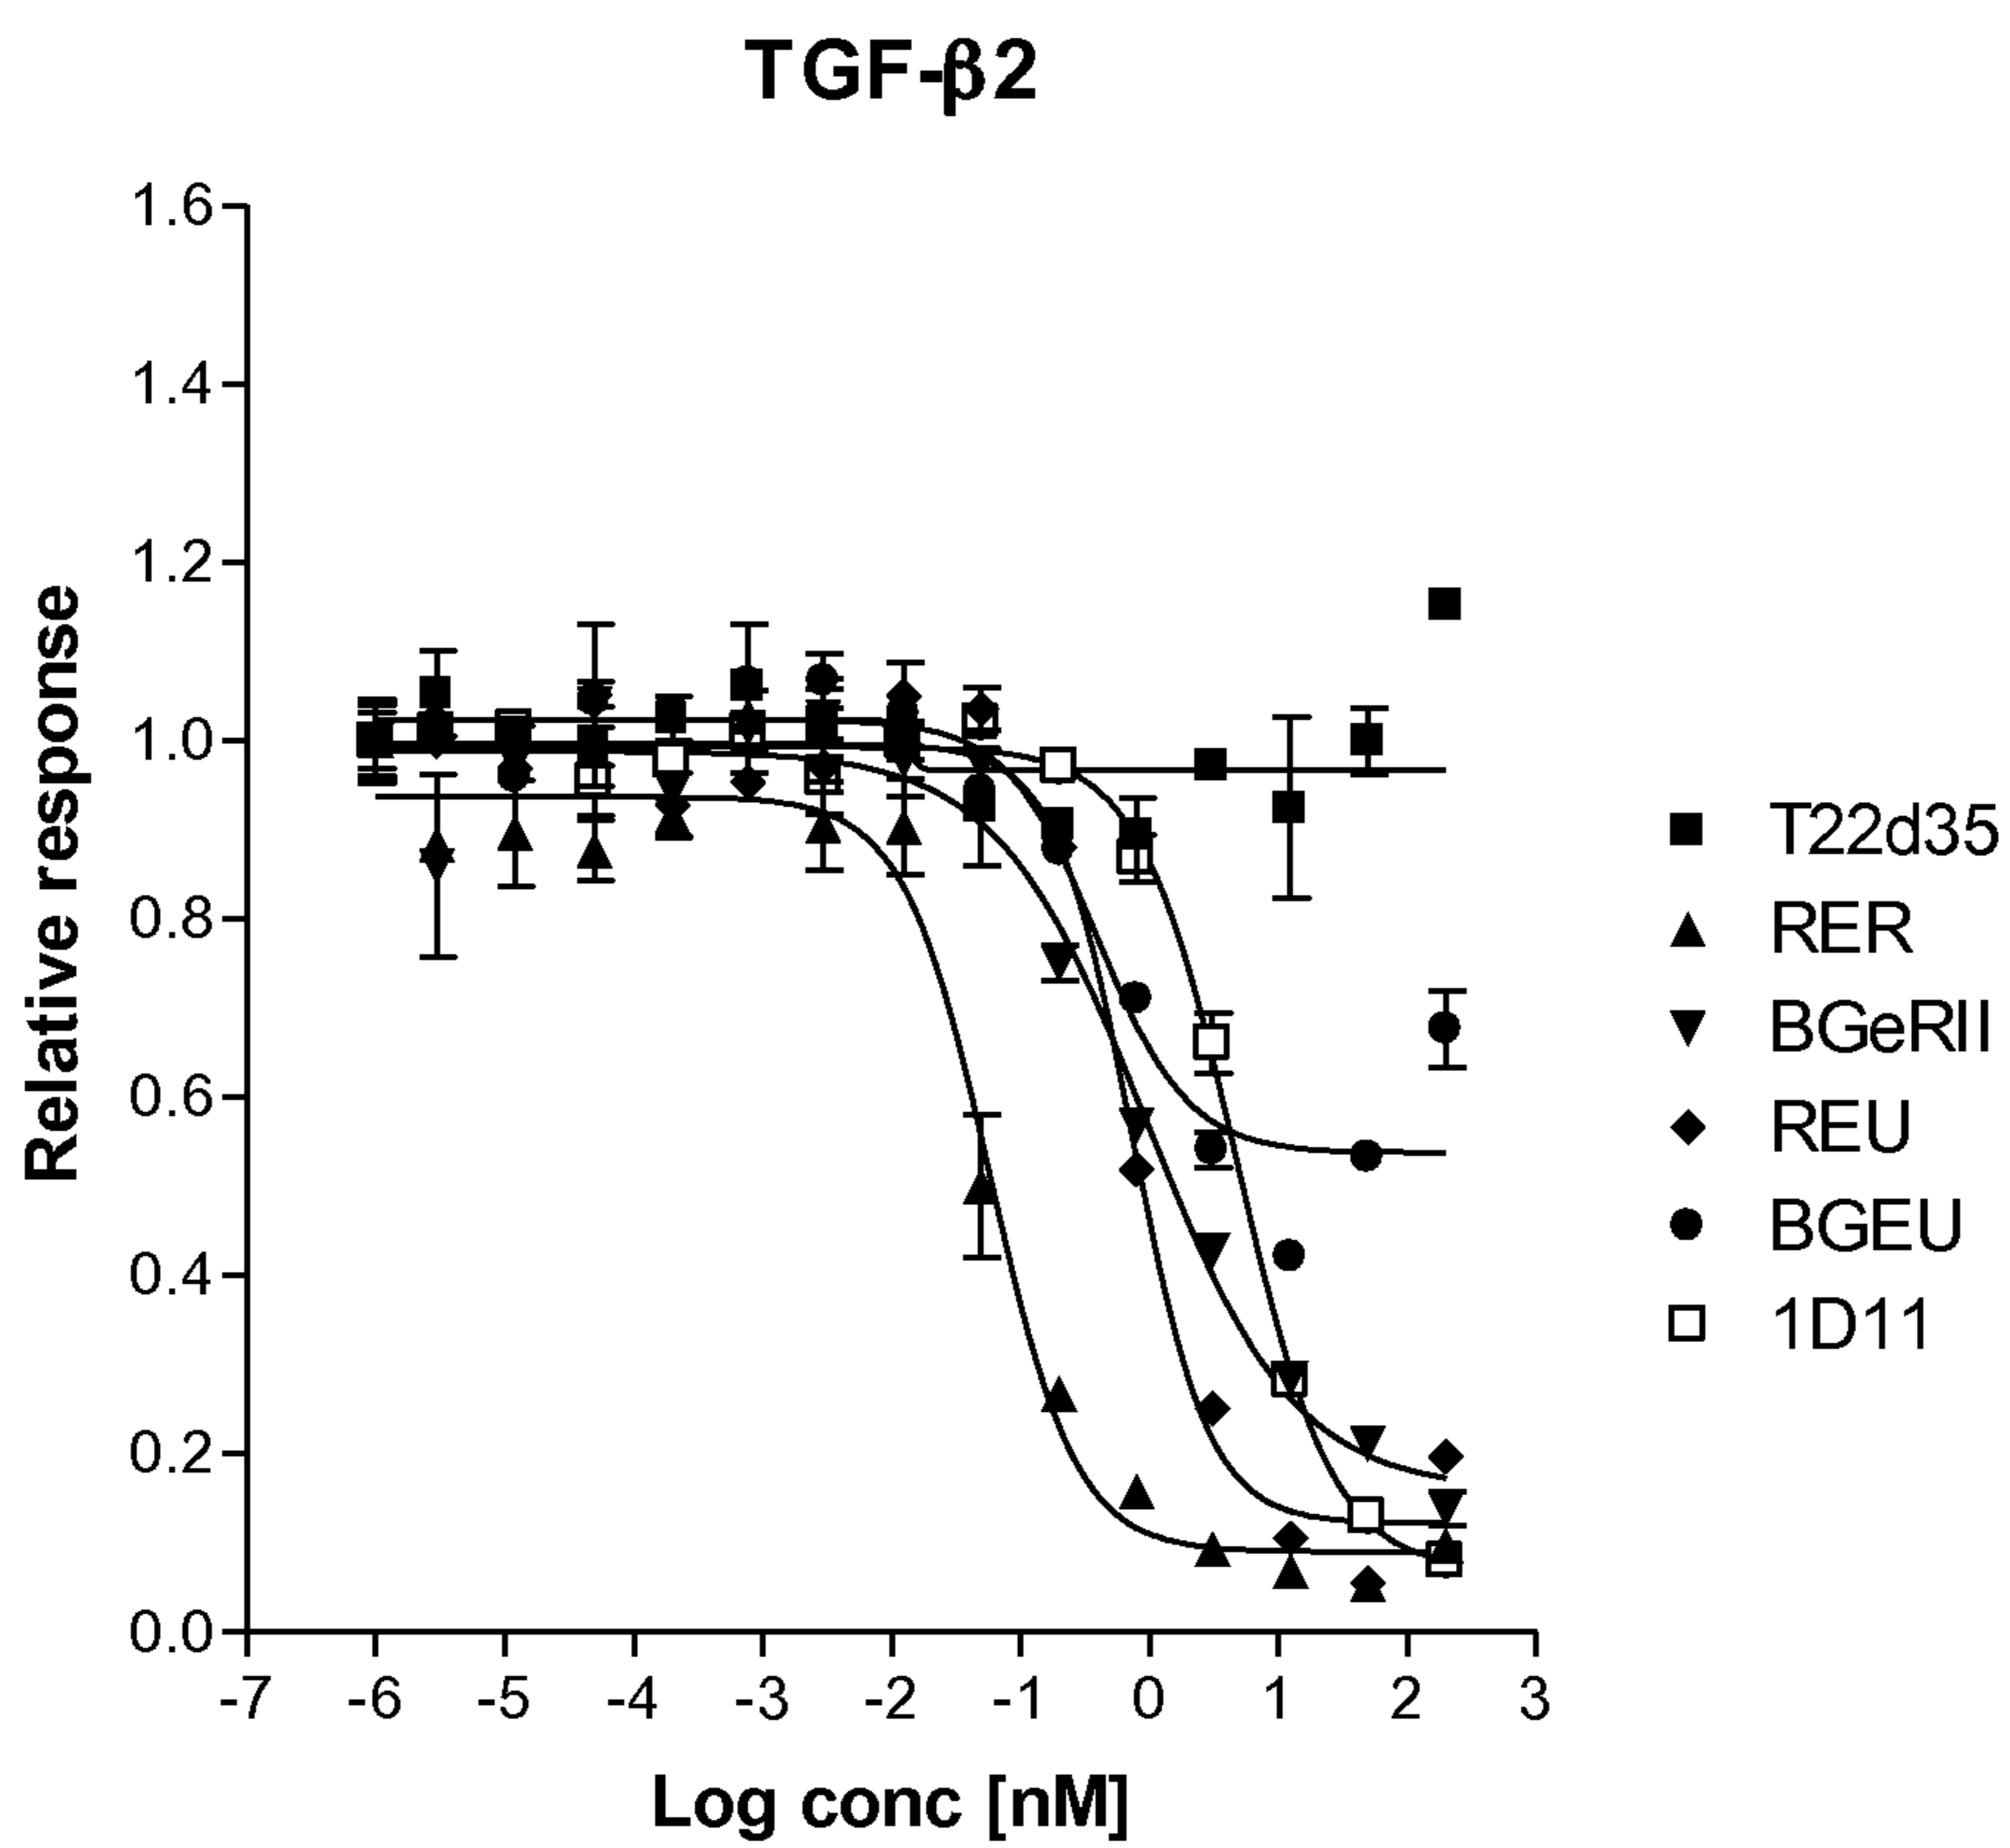 TGF-β2
Relative response
1.6
1.4
1.2
1.0
0.8
0.6
0.4
0.2
0.0
-7 -6 -5 -4 -3 -2 -1 0 1 2 3
Log conc [nM]
T22d35
RER
BGeRII
REU
BGEU
1D11